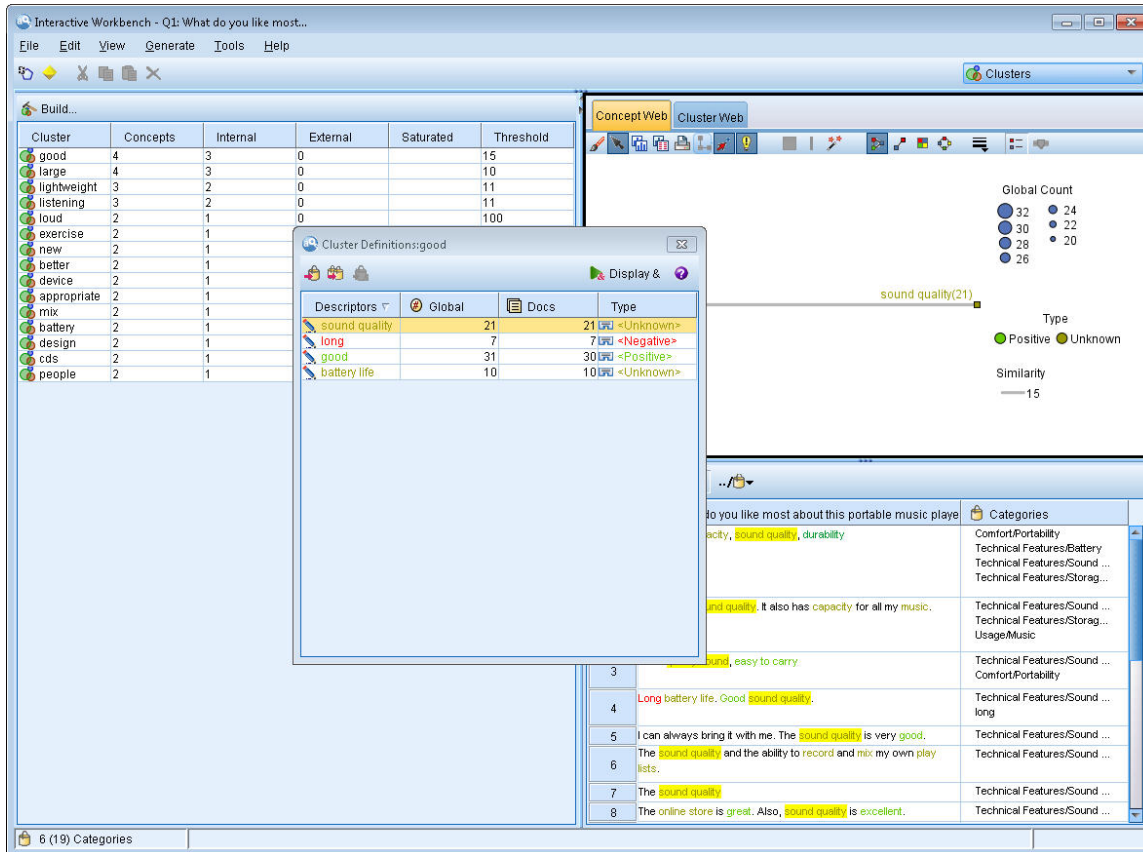 Interactive Workbench - Q1: What do you like most...
File Edit View Generate Tools Help
Clusters
Build...
Cluster Concepts Internal External Saturated Threshold
good 4 3 0 15
large 4 3 0 10
lightweight 3 2 0 11
listening 3 2 0 11
loud 2 1 0 100
exercise 2 1
new 2 1
better 2 1
device 2 1
appropriate 2 1
mix 2 1
battery 2 1
design 2 1
cds 2 1
people 2 1
Cluster Definitions:good
Display &
Descriptors Global Docs Type
sound quality 21 21 <Unknown>
long 7 7 <Negative>
good 31 30 <Positive>
battery life 10 10 <Unknown>
Concept Web Cluster Web
Global Count
32 24
30 22
28 20
26
sound quality(21)
Type
Positive Unknown
Similarity
15
../
do you like most about this portable music playe Categories
acity, sound quality, durability
Comfort/Portability
Technical Features/Battery
Technical Features/Sound ...
Technical Features/Storag...
sound quality. It also has capacity for all my music.
Technical Features/Sound ...
Technical Features/Storag...
Usage/Music
3 sound, easy to carry
Technical Features/Sound ...
Comfort/Portability
4 Long battery life. Good sound quality.
Technical Features/Sound ...
long
5 I can always bring it with me. The sound quality is very good. Technical Features/Sound ...
6 The sound quality and the ability to record and mix my own play
lists.
Technical Features/Sound ...
7 The sound quality Technical Features/Sound ...
8 The online store is great. Also, sound quality is excellent. Technical Features/Sound ...
6 (19) Categories